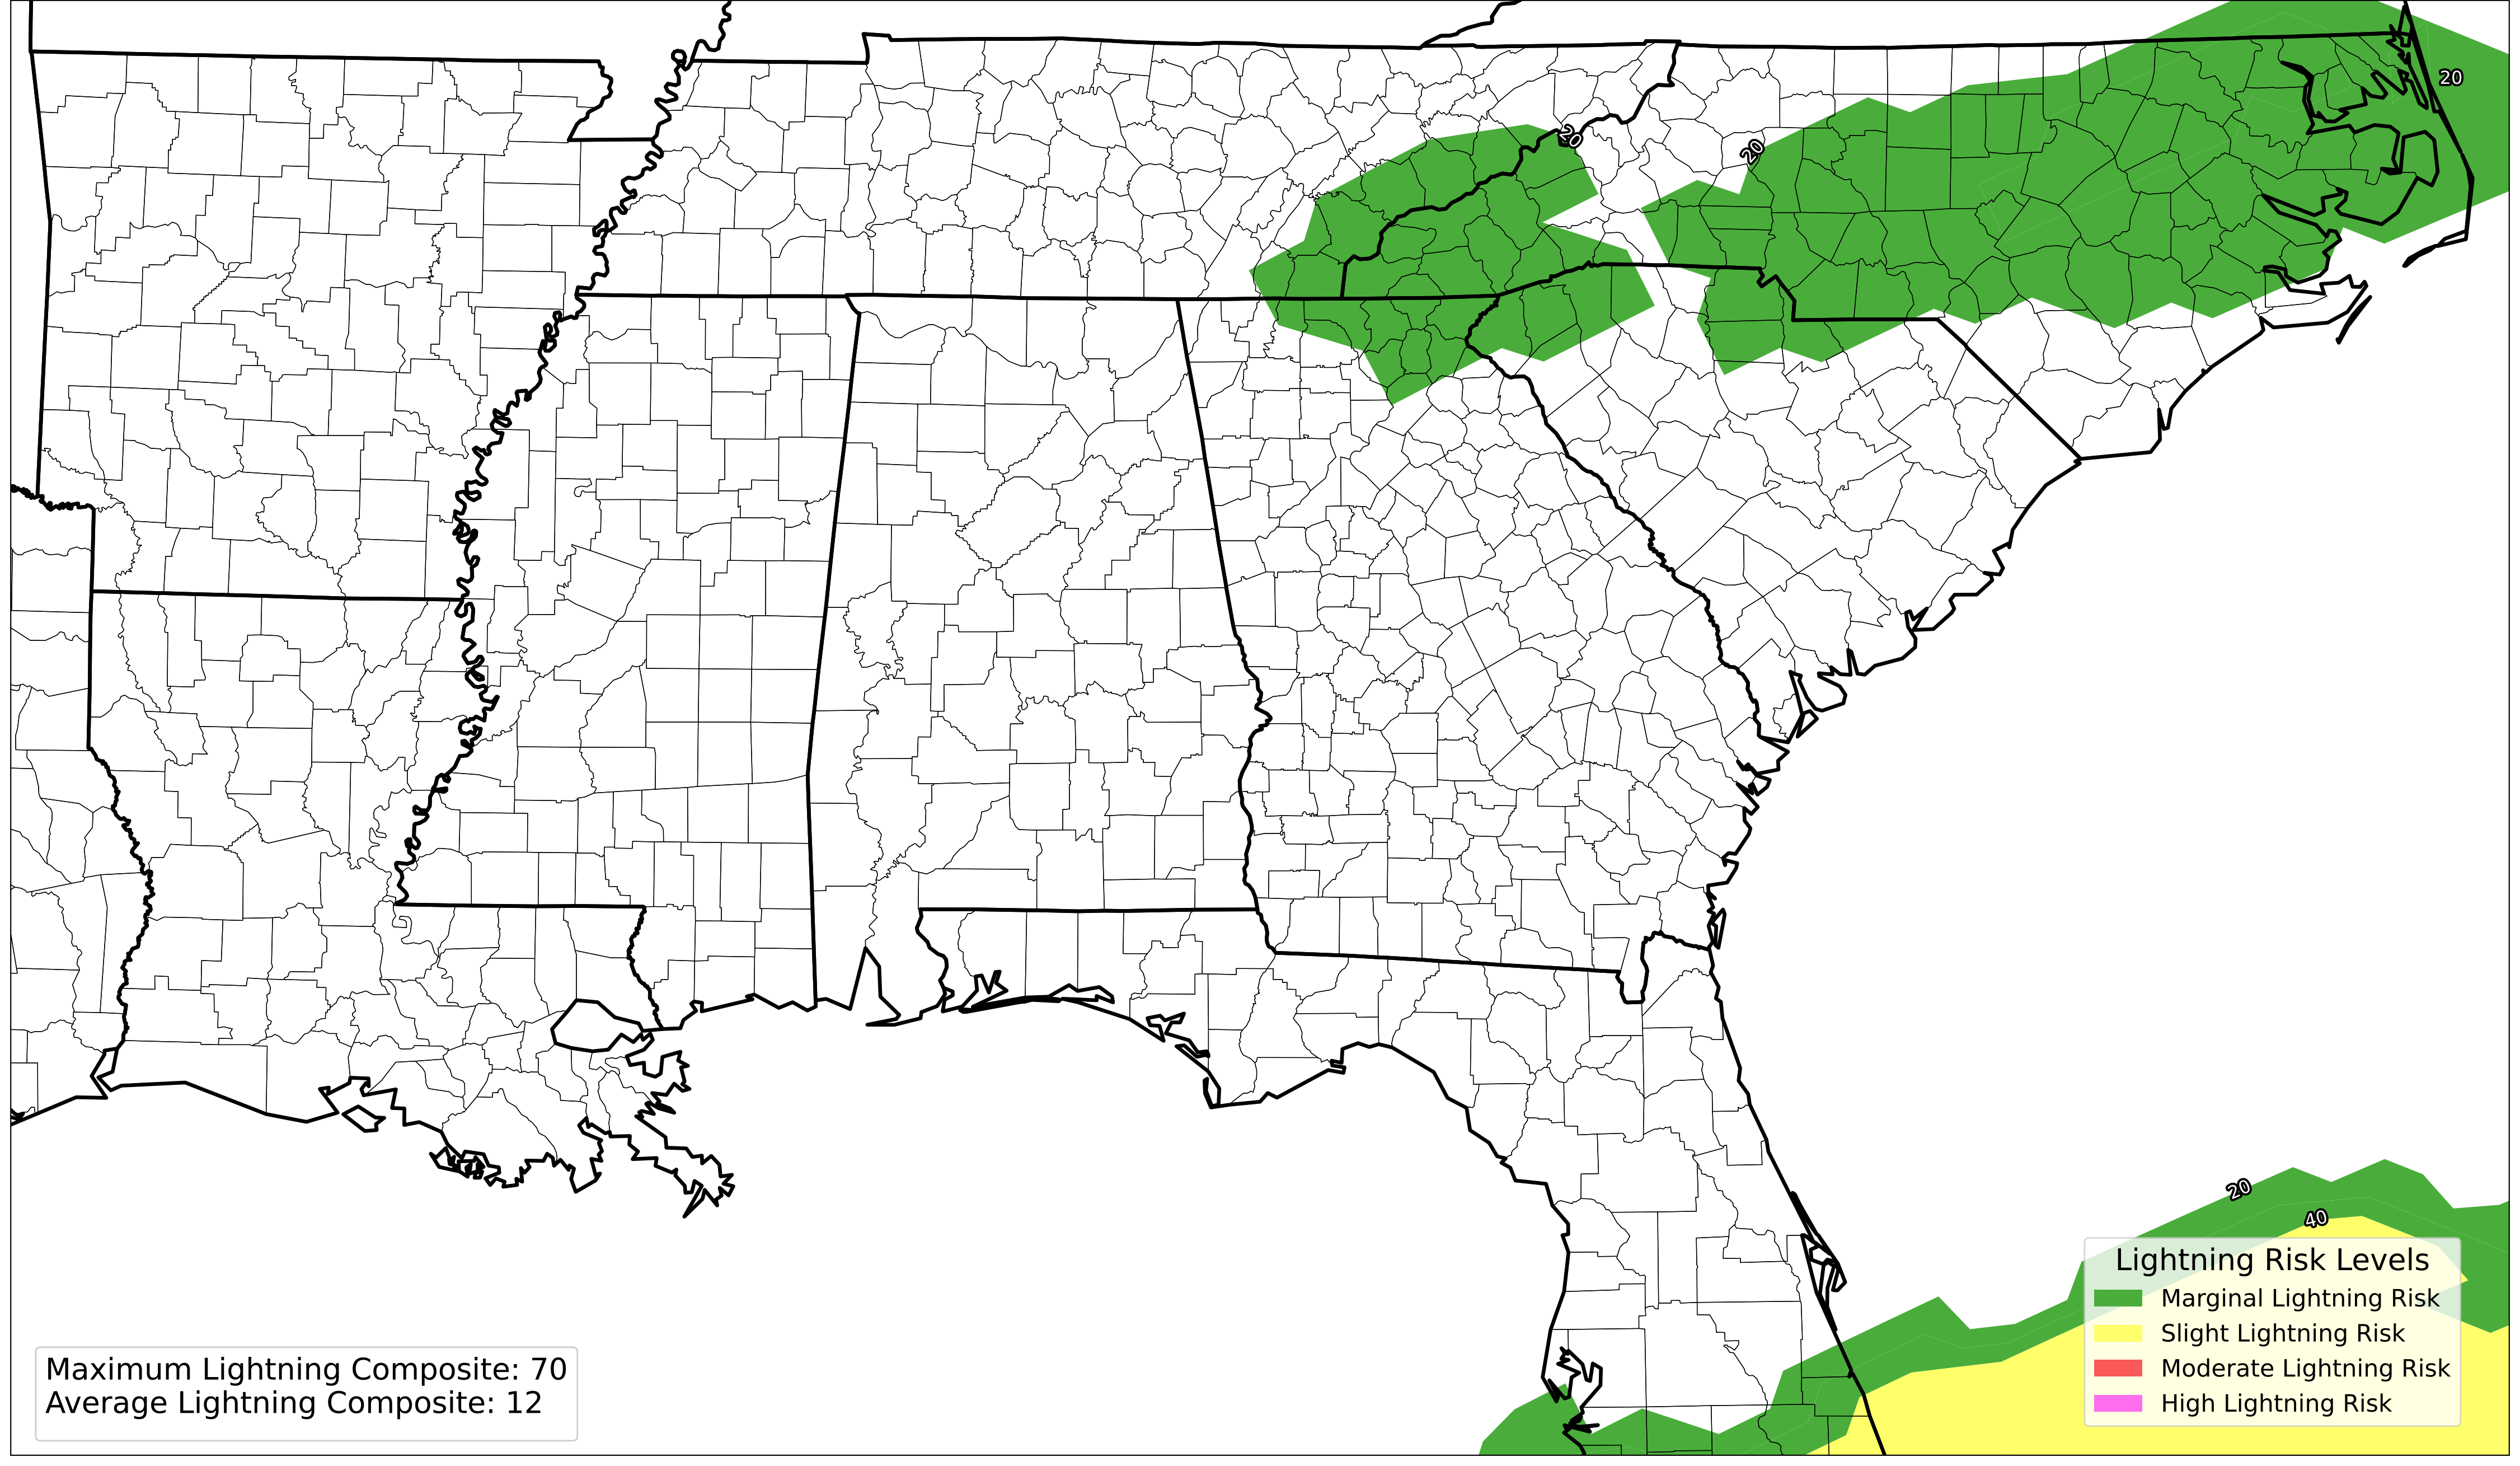 20
20
20
20
40
Lightning Risk Levels
Marginal Lightning Risk
Slight Lightning Risk
Moderate Lightning Risk
High Lightning Risk
Maximum Lightning Composite: 70
Average Lightning Composite: 12